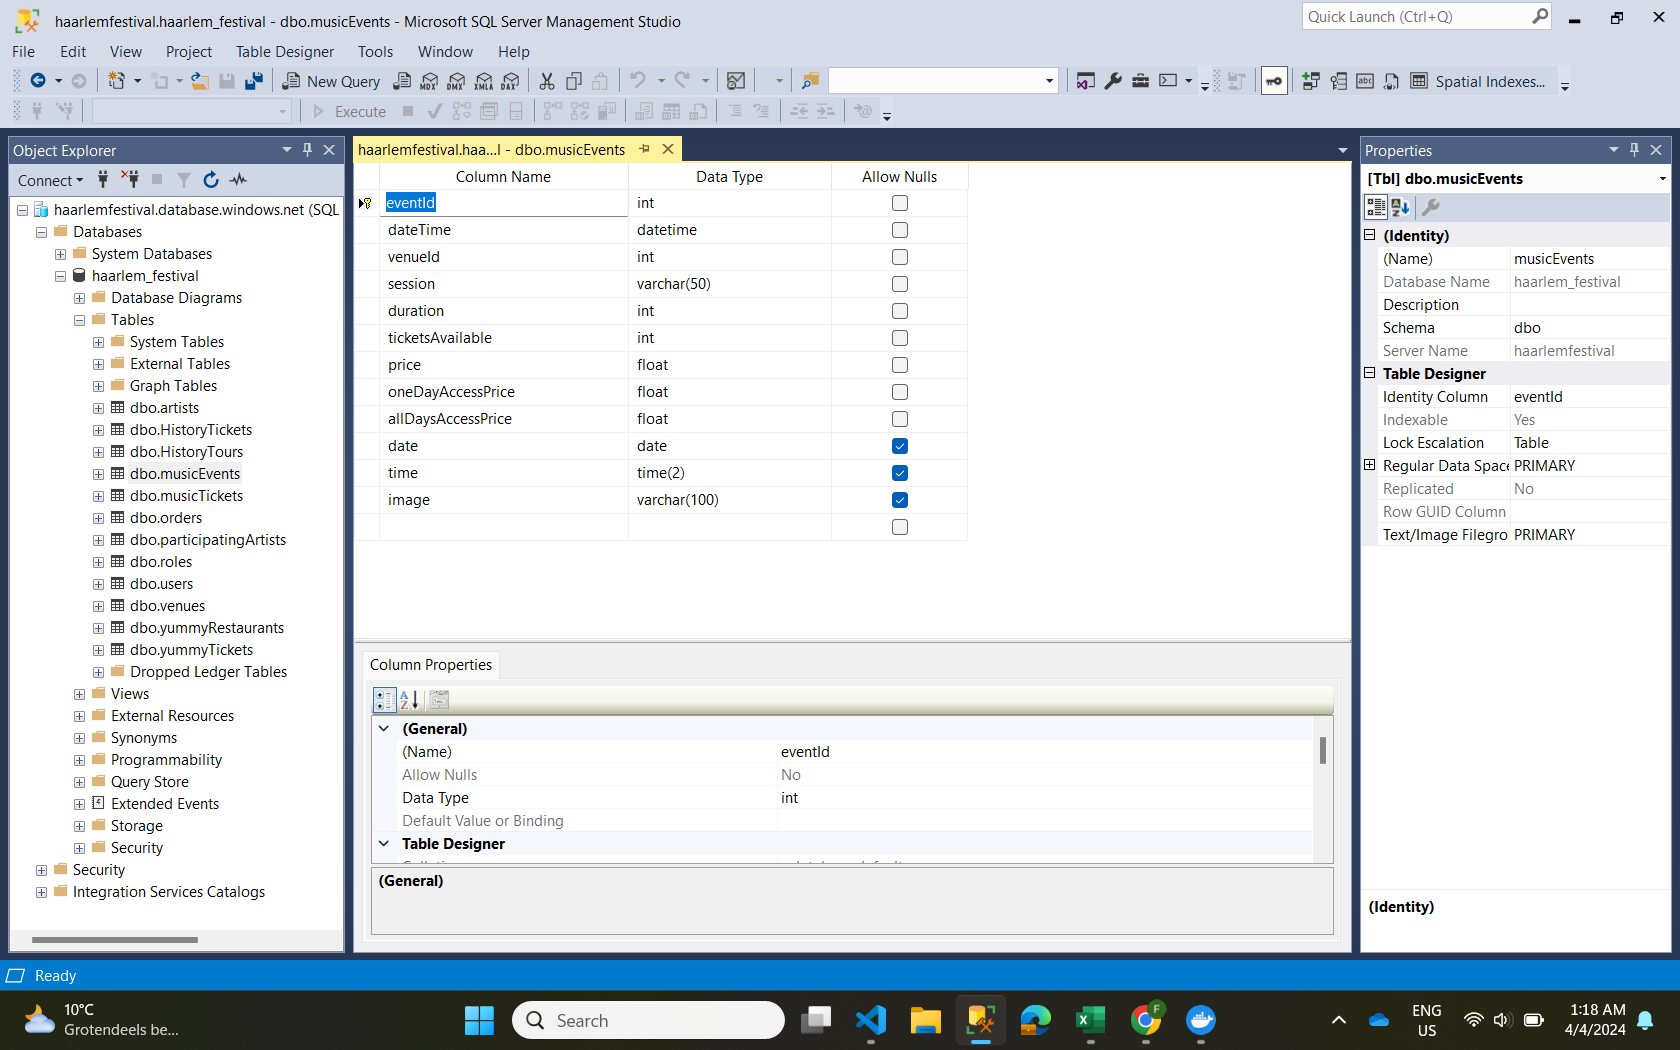 haarlemfestival.haarlem_festival - dbo.musicEvents - Microsoft SQL Server Management Studio
Quick Launch (Ctrl+Q)
File Edit View Project Table Designer Tools Window Help
New Query MDX DMX XMLA DAX abc Spatial Indexes...
Execute
Object Explorer
Connect
haarlemfestival.database.windows.net (SQL
Databases
System Databases
haarlem_festival
Database Diagrams
Tables
System Tables
External Tables
Graph Tables
dbo.artists
dbo.HistoryTickets
dbo.HistoryTours
dbo.musicEvents
dbo.musicTickets
dbo.orders
dbo.participatingArtists
dbo.roles
dbo.users
dbo.venues
dbo.yummyRestaurants
dbo.yummyTickets
Dropped Ledger Tables
Views
External Resources
Synonyms
Programmability
Query Store
Extended Events
Storage
Security
Security
Integration Services Catalogs
haarlemfestival.haa...l - dbo.musicEvents
Column Name Data Type Allow Nulls
eventId int
dateTime datetime
venueId int
session varchar(50)
duration int
ticketsAvailable int
price float
oneDayAccessPrice float
allDaysAccessPrice float
date date
time time(2)
image varchar(100)
Column Properties
(General)
(Name) eventId
Allow Nulls No
Data Type int
Default Value or Binding
Table Designer
(General)
Properties
[Tbl] dbo.musicEvents
(Identity)
(Name) musicEvents
Database Name haarlem_festival
Description
Schema dbo
Server Name haarlemfestival
Table Designer
Identity Column eventId
Indexable Yes
Lock Escalation Table
Regular Data Space PRIMARY
Replicated No
Row GUID Column
Text/Image Filegro PRIMARY
(Identity)
Ready
10°C
Grotendeels be...
Search
F
ENG
US
1:18 AM
4/4/2024